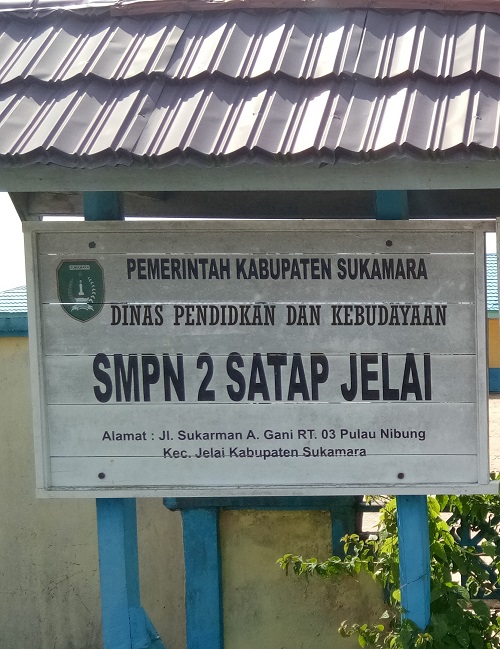 PEMERINTAH KABUPATEN SUKAMARA
DINAS PENDIDKAN DAN KEBUDAYAAN
SMPN 2 SATAP JELAI
Alamat : Jl. Sukarman A. Gani RT. 03 Pulau Nibung
Kec. Jelai Kabupaten Sukamara